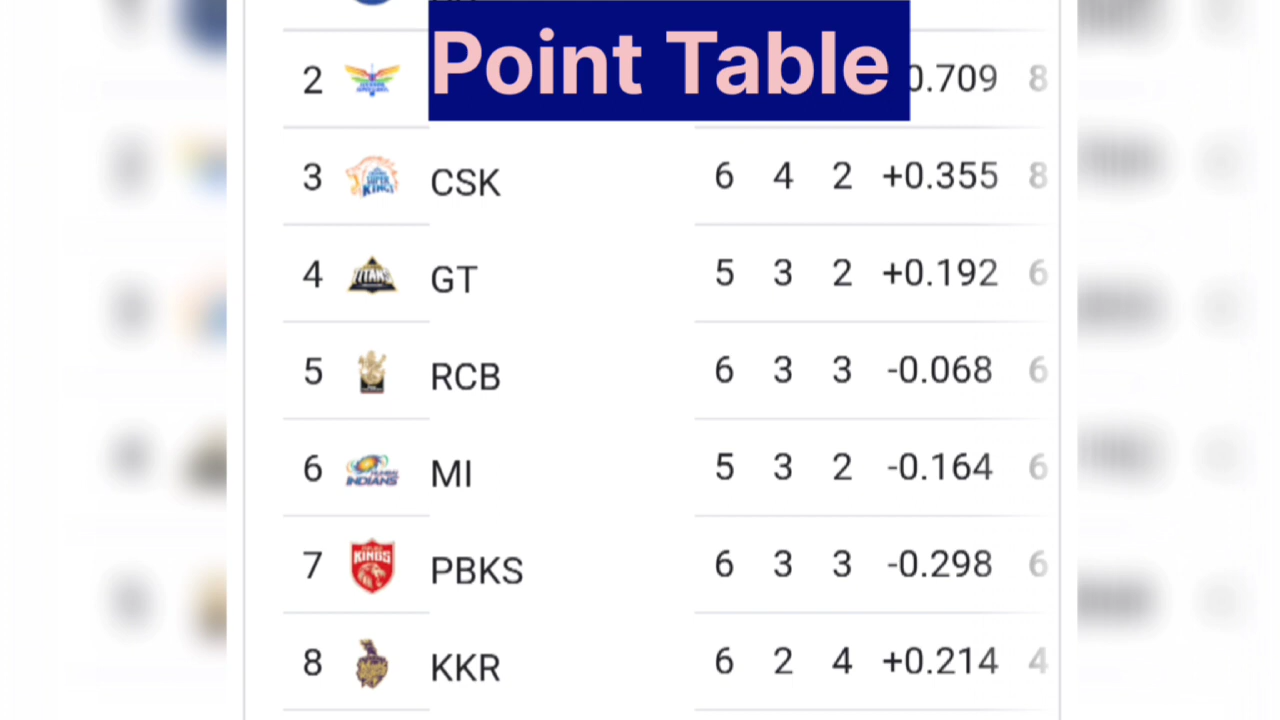 Point Table
2 0.709 8
3 CSK 6 4 2 +0.355 8
4 GT 5 3 2 +0.192 6
5 RCB 6 3 3 -0.068 6
6 MI 5 3 2 -0.164 6
7 PBKS 6 3 3 -0.298 6
8 KKR 6 2 4 +0.214 4